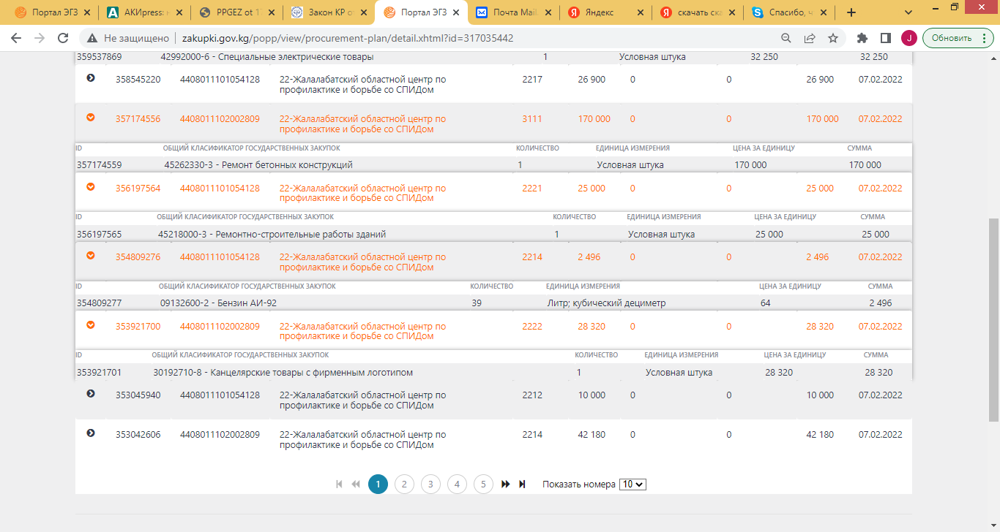 Портал ЭГЗ
АКИpress: н
PPGEZ от 1
Закон КР от
Портал ЭГЗ
Почта Mail.
Яндекс
скачать ска
Спасибо, ч
Не защищено zakupki.gov.kg/popp/view/procurement-plan/detail.xhtml?id=317035442 J Обновить
359537869 42992000-6 - Специальные электрические товары 1 Условная штука 32 250 32 250
358545220 4408011101054128 22-Жалалабатский областной центр по 2217 26 900 0 0 26 900 07.02.2022
профилактике и борьбе со СПИДом
357174556 4408011102002809 22-Жалалабатский областной центр по 3111 170 000 0 0 170 000 07.02.2022
профилактике и борьбе со СПИДом
ID ОБЩИЙ КЛАСИФИКАТОР ГОСУДАРСТВЕННЫХ ЗАКУПОК КОЛИЧЕСТВО ЕДИНИЦА ИЗМЕРЕНИЯ ЦЕНА ЗА ЕДИНИЦУ СУММА
357174559 45262330-3 - Ремонт бетонных конструкций 1 Условная штука 170 000 170 000
356197564 4408011101054128 22-Жалалабатский областной центр по 2221 25 000 0 0 25 000 07.02.2022
профилактике и борьбе со СПИДом
ID ОБЩИЙ КЛАСИФИКАТОР ГОСУДАРСТВЕННЫХ ЗАКУПОК КОЛИЧЕСТВО ЕДИНИЦА ИЗМЕРЕНИЯ ЦЕНА ЗА ЕДИНИЦУ СУММА
356197565 45218000-3 - Ремонтно-строительные работы зданий 1 Условная штука 25 000 25 000
354809276 4408011101054128 22-Жалалабатский областной центр по 2214 2 496 0 0 2 496 07.02.2022
профилактике и борьбе со СПИДом
ID ОБЩИЙ КЛАСИФИКАТОР ГОСУДАРСТВЕННЫХ ЗАКУПОК КОЛИЧЕСТВО ЕДИНИЦА ИЗМЕРЕНИЯ ЦЕНА ЗА ЕДИНИЦУ СУММА
354809277 09132600-2 - Бензин АИ-92 39 Литр; кубический дециметр 64 2 496
353921700 4408011102002809 22-Жалалабатский областной центр по 2222 28 320 0 0 28 320 07.02.2022
профилактике и борьбе со СПИДом
ID ОБЩИЙ КЛАСИФИКАТОР ГОСУДАРСТВЕННЫХ ЗАКУПОК КОЛИЧЕСТВО ЕДИНИЦА ИЗМЕРЕНИЯ ЦЕНА ЗА ЕДИНИЦУ СУММА
353921701 30192710-8 - Канцелярские товары с фирменным логотипом 1 Условная штука 28 320 28 320
353045940 4408011101054128 22-Жалалабатский областной центр по 2212 10 000 0 0 10 000 07.02.2022
профилактике и борьбе со СПИДом
353042606 4408011102002809 22-Жалалабатский областной центр по 2214 42 180 0 0 42 180 07.02.2022
профилактике и борьбе со СПИДом
1 2 3 4 5 Показать номера 10